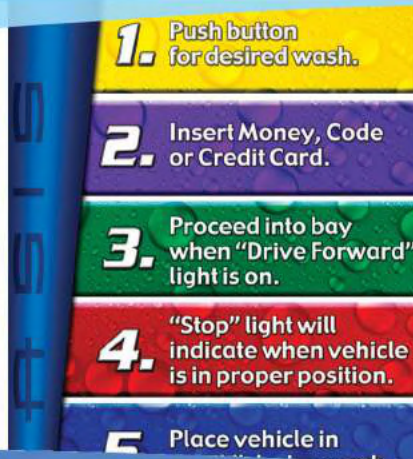 1. Push button
for desired wash.
2. Insert Money, Code
or Credit Card.
3. Proceed into bay
when "Drive Forward"
light is on.
4. "Stop" light will
indicate when vehicle
is in proper position.
5. Place vehicle in